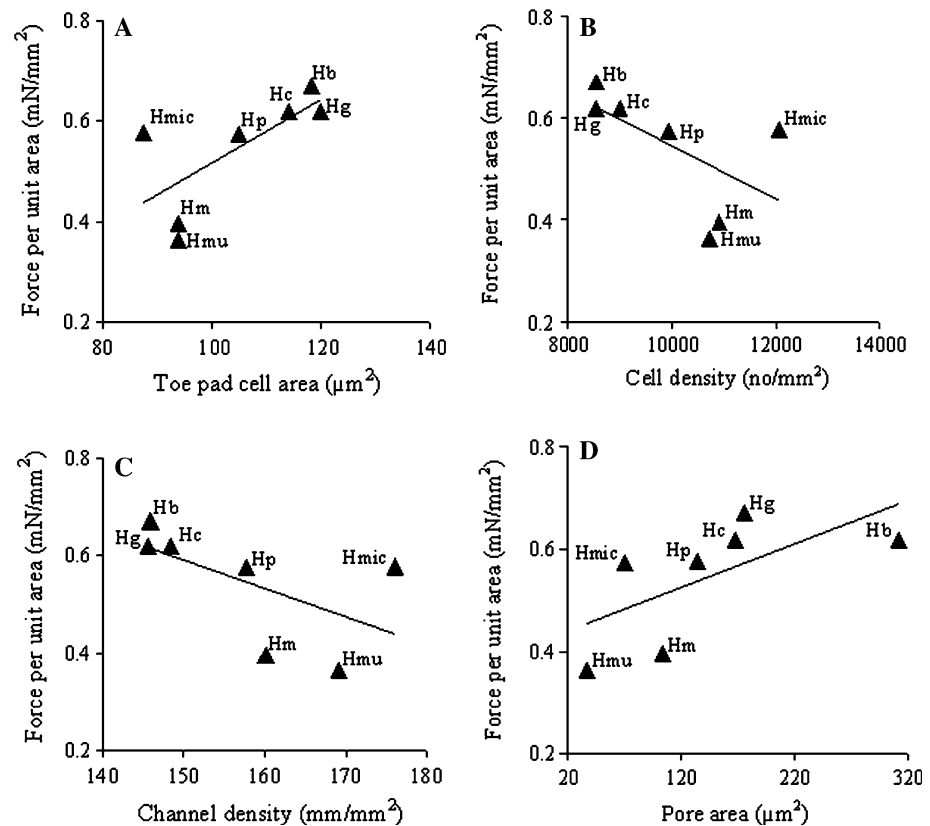 A
Force per unit area (mN/mm²)
0.8
0.6
0.4
0.2
Hmic
Hp
Hc
Hb
Hg
Hm
Hmu
80
100
120
140
Toe pad cell area (µm²)
B
Force per unit area (mN/mm²)
0.8
0.6
0.4
0.2
Hb
Hc
Hg
Hp
Hmic
Hm
Hmu
8000
10000
12000
14000
Cell density (no/mm²)
C
Force per unit area (mN/mm²)
0.8
0.6
0.4
0.2
Hb
Hg
Hc
Hp
Hmic
Hm
Hmu
140
150
160
170
180
Channel density (mm/mm²)
D
Force per unit area (mN/mm²)
0.8
0.6
0.4
0.2
Hg
Hc
Hb
Hmic
Hp
Hmu
Hm
20
120
220
320
Pore area (µm²)